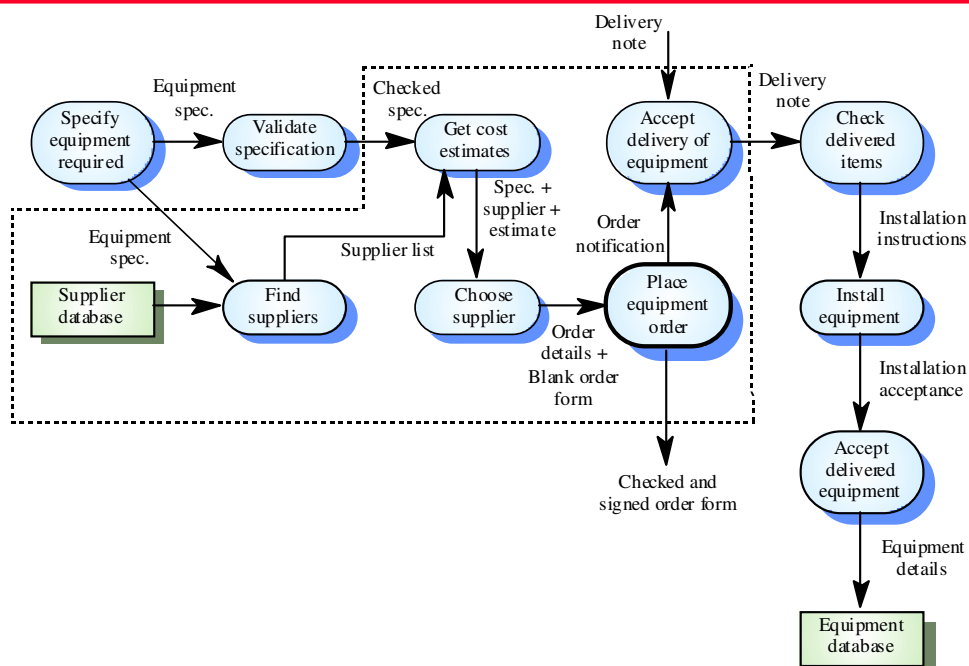 Delivery
note
Equipment
spec.
Checked
spec.
Delivery
note
Specify
equipment
required
Validate
specification
Get cost
estimates
Accept
delivery of
equipment
Check
delivered
items
Spec. +
supplier +
estimate
Order
notification
Installation
instructions
Equipment
spec.
Supplier list
Supplier
database
Find
suppliers
Choose
supplier
Place
equipment
order
Install
equipment
Order
details +
Blank order
form
Installation
acceptance
Accept
delivered
equipment
Checked and
signed order form
Equipment
details
Equipment
database